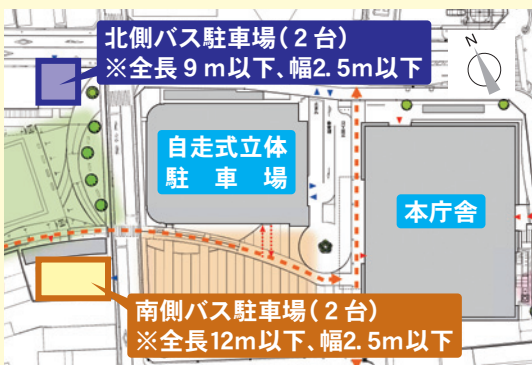 北側バス駐車場（２台）
※全長９ｍ以下、幅2.5ｍ以下
N
自走式立体
駐車場
本庁舎
南側バス駐車場（２台）
※全長12ｍ以下、幅2.5ｍ以下